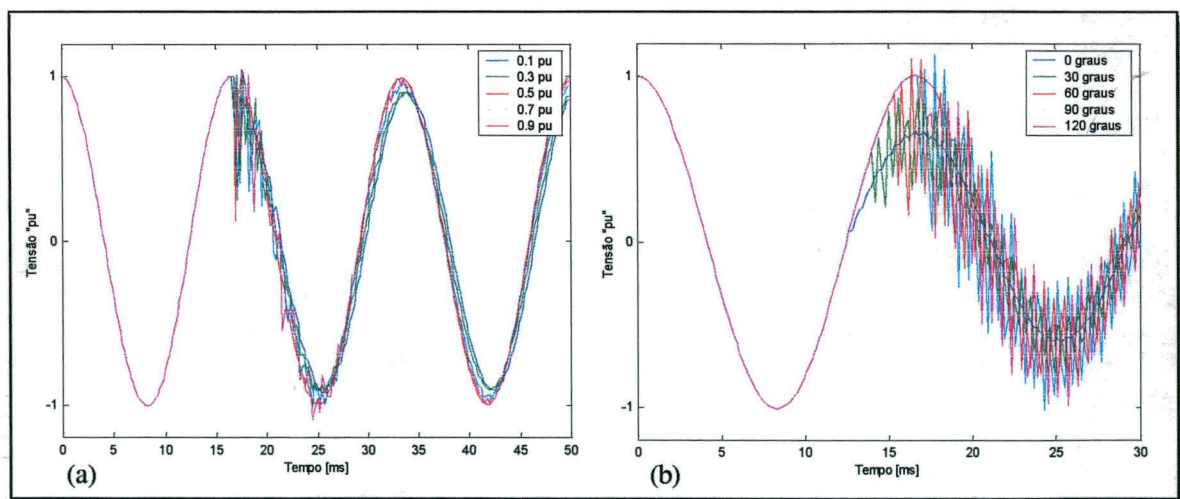 0.1 pu
0.3 pu
0.5 pu
0.7 pu
0.9 pu
1
0
-1
Tensão "pu"
0 5 10 15 20 25 30 35 40 45 50
Tempo [ms]
(a)
0 graus
30 graus
60 graus
90 graus
120 graus
1
0
-1
Tensão "pu"
0 5 10 15 20 25 30
Tempo [ms]
(b)